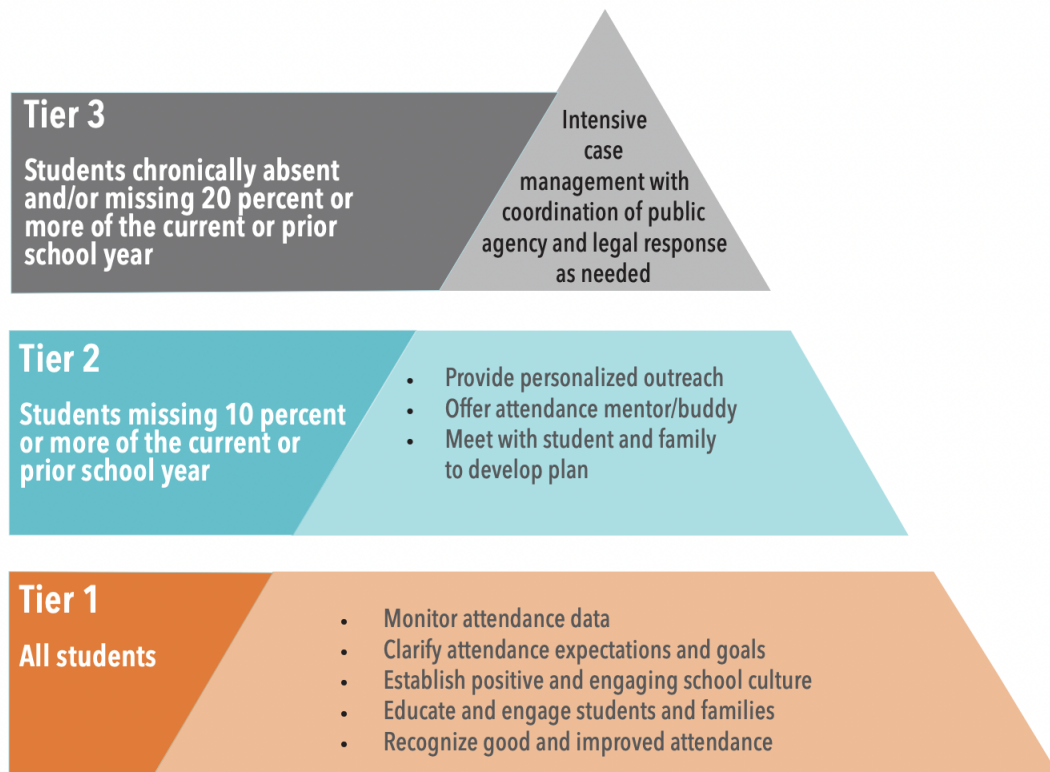 Tier 3
Students chronically absent
and/or missing 20 percent or
more of the current or prior
school year
Intensive
case
management with
coordination of public
agency and legal response
as needed
Tier 2
Students missing 10 percent
or more of the current or
prior school year
• Provide personalized outreach
• Offer attendance mentor/buddy
• Meet with student and family
to develop plan
Tier 1
All students
• Monitor attendance data
• Clarify attendance expectations and goals
• Establish positive and engaging school culture
• Educate and engage students and families
• Recognize good and improved attendance